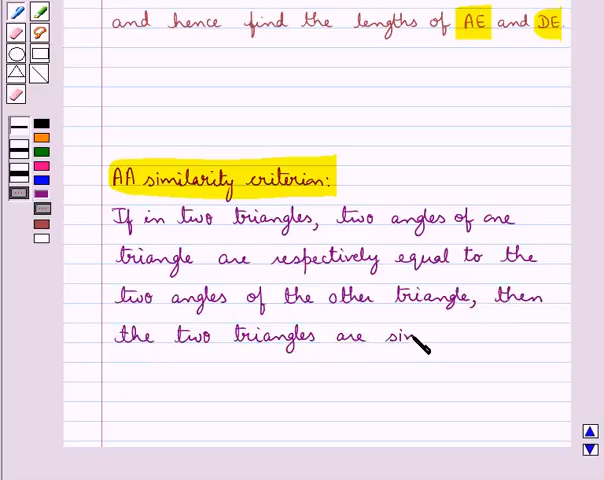 and hence find the lengths of AE and DE.
AA similarity criterion:
If in two triangles, two angles of one
triangle are respectively equal to the
two angles of the other triangle, then
the two triangles are sim